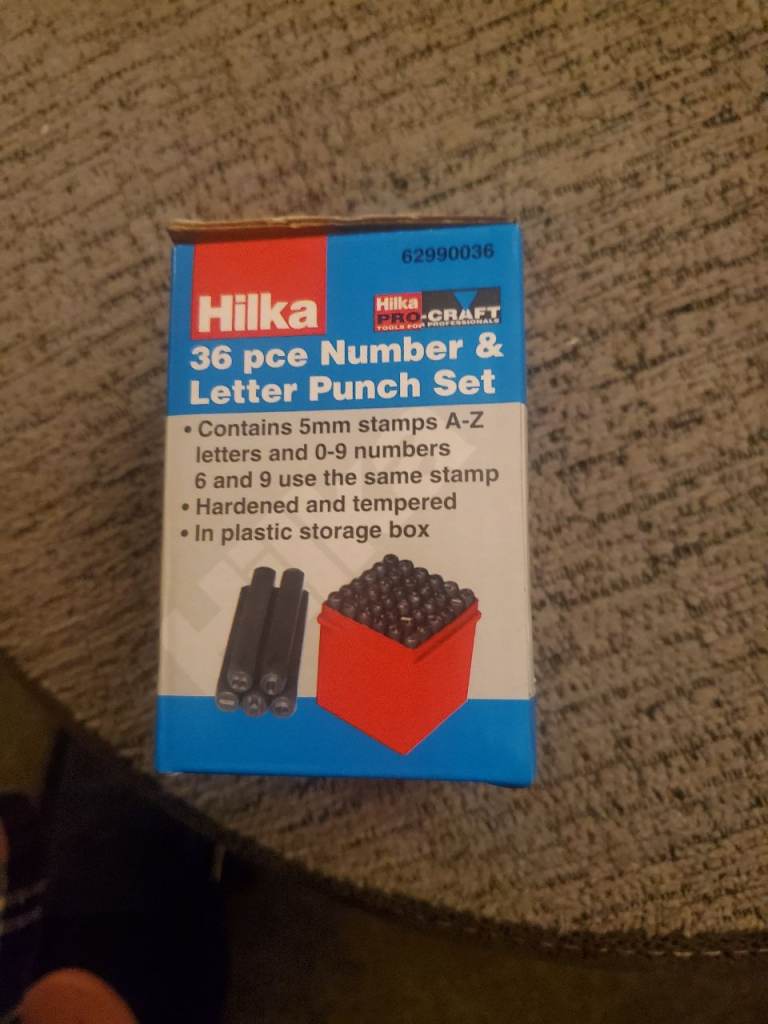 62990036
Hilka
Hilka
PRO-CRAFT
TOOLS FOR PROFESSIONALS
36 pce Number &
Letter Punch Set
• Contains 5mm stamps A-Z
letters and 0-9 numbers
6 and 9 use the same stamp
• Hardened and tempered
• In plastic storage box